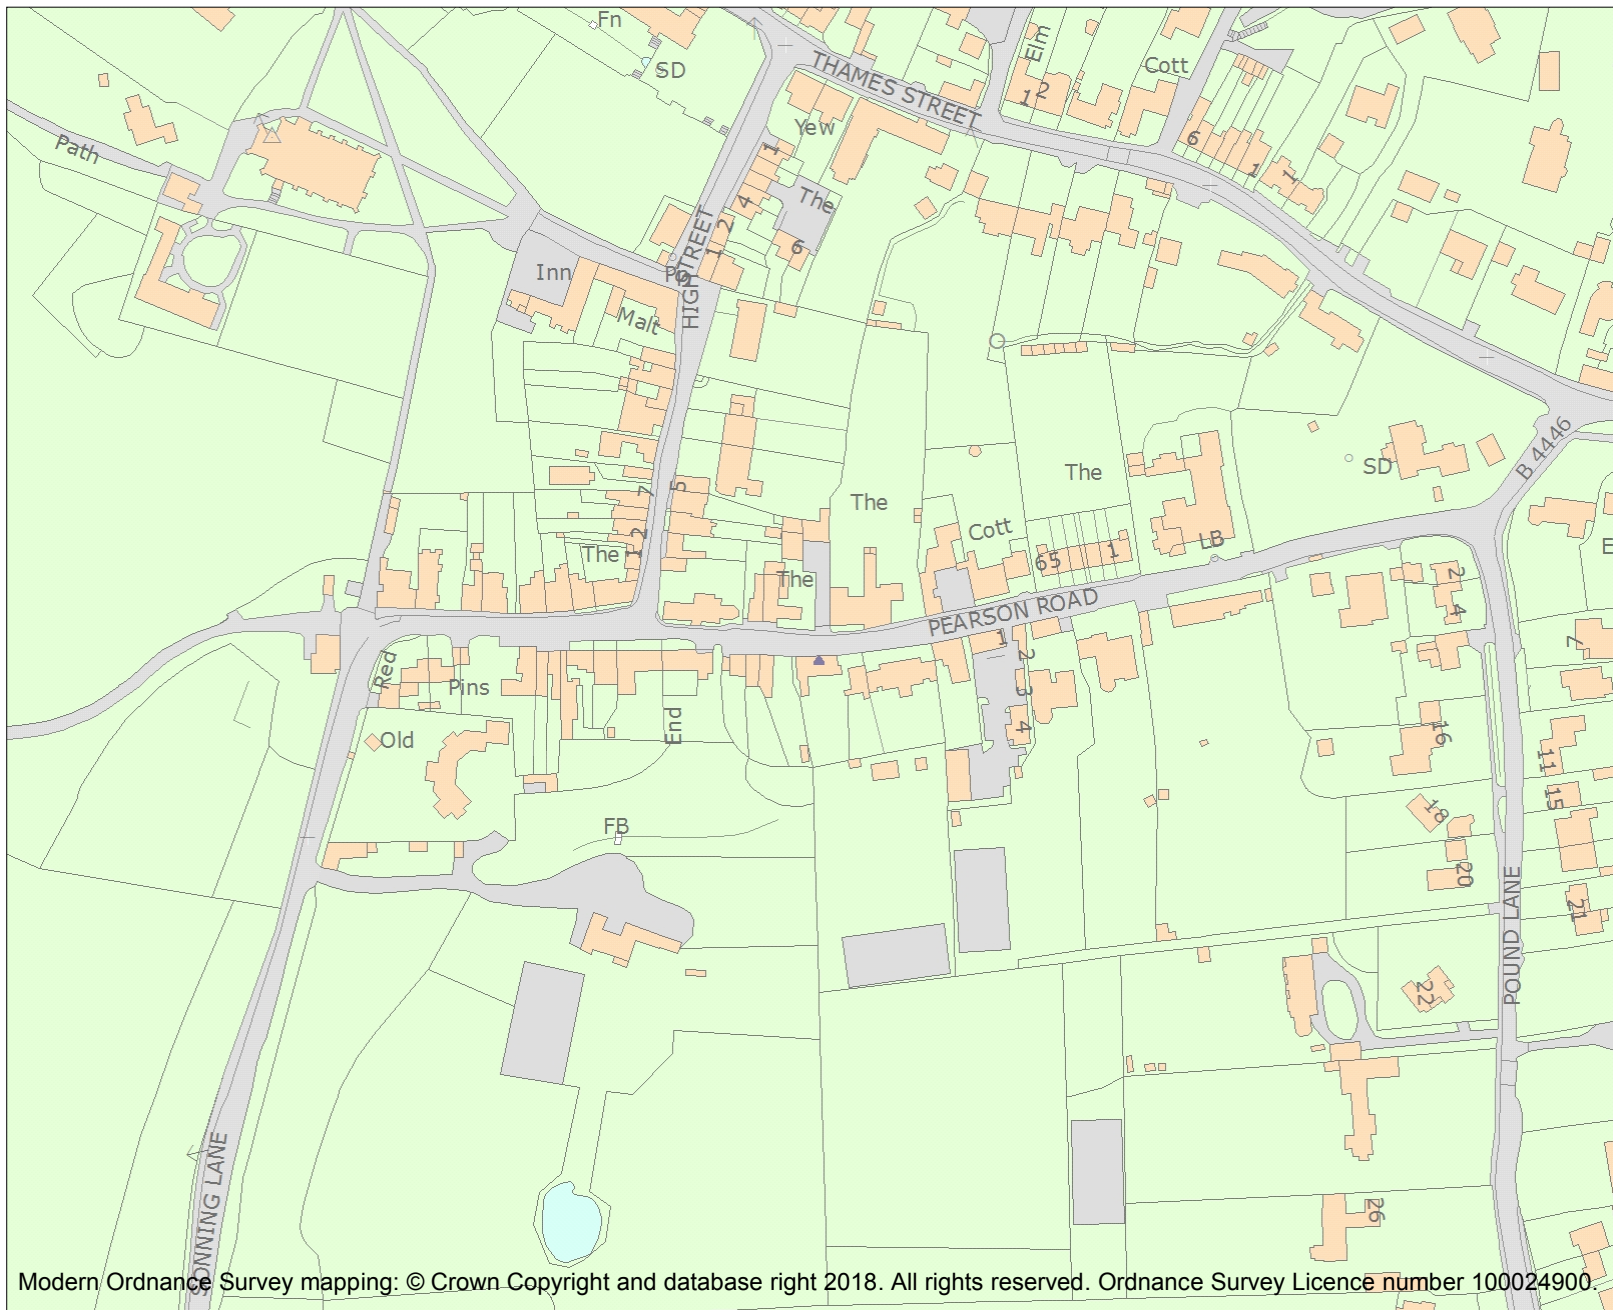 Fn
SD
Elm
Cott
THAMES STREET
1 2
Path
Yew
1
6
1
1
The
4
2
1
6
HIGH STREET
Inn
Malt
B 4446
SD
The
The
7
5
Cott
LB
The
1 2
65
1
The
E
2
4
PEARSON ROAD
1
2
3
4
7
Red
Pins
Old
End
16
11
15
18
FB
20
21
POUND LANE
22
SONNING LANE
26
Modern Ordnance Survey mapping: © Crown Copyright and database right 2018. All rights reserved. Ordnance Survey Licence number 100024900.